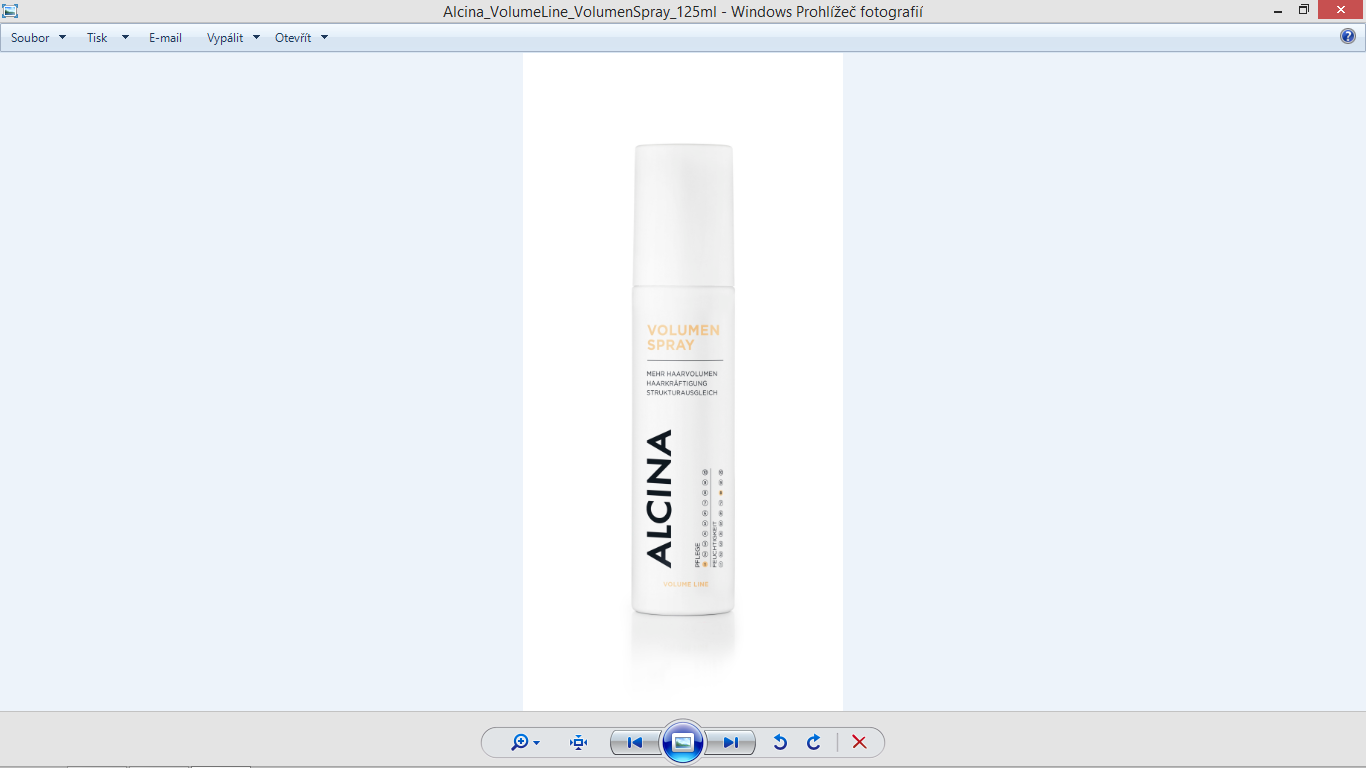 Alcina_VolumeLine_VolumenSpray_125ml - Windows Prohlížeč fotografií
Soubor Tisk E-mail Vypálit Otevřít
VOLUMEN
SPRAY
MEHR HAARVOLUMEN
HAARKRÄFTIGUNG
STRUKTURAUSGLEICH
ALCINA
PFLEGE
FEUCHTIGKEIT
VOLUME LINE